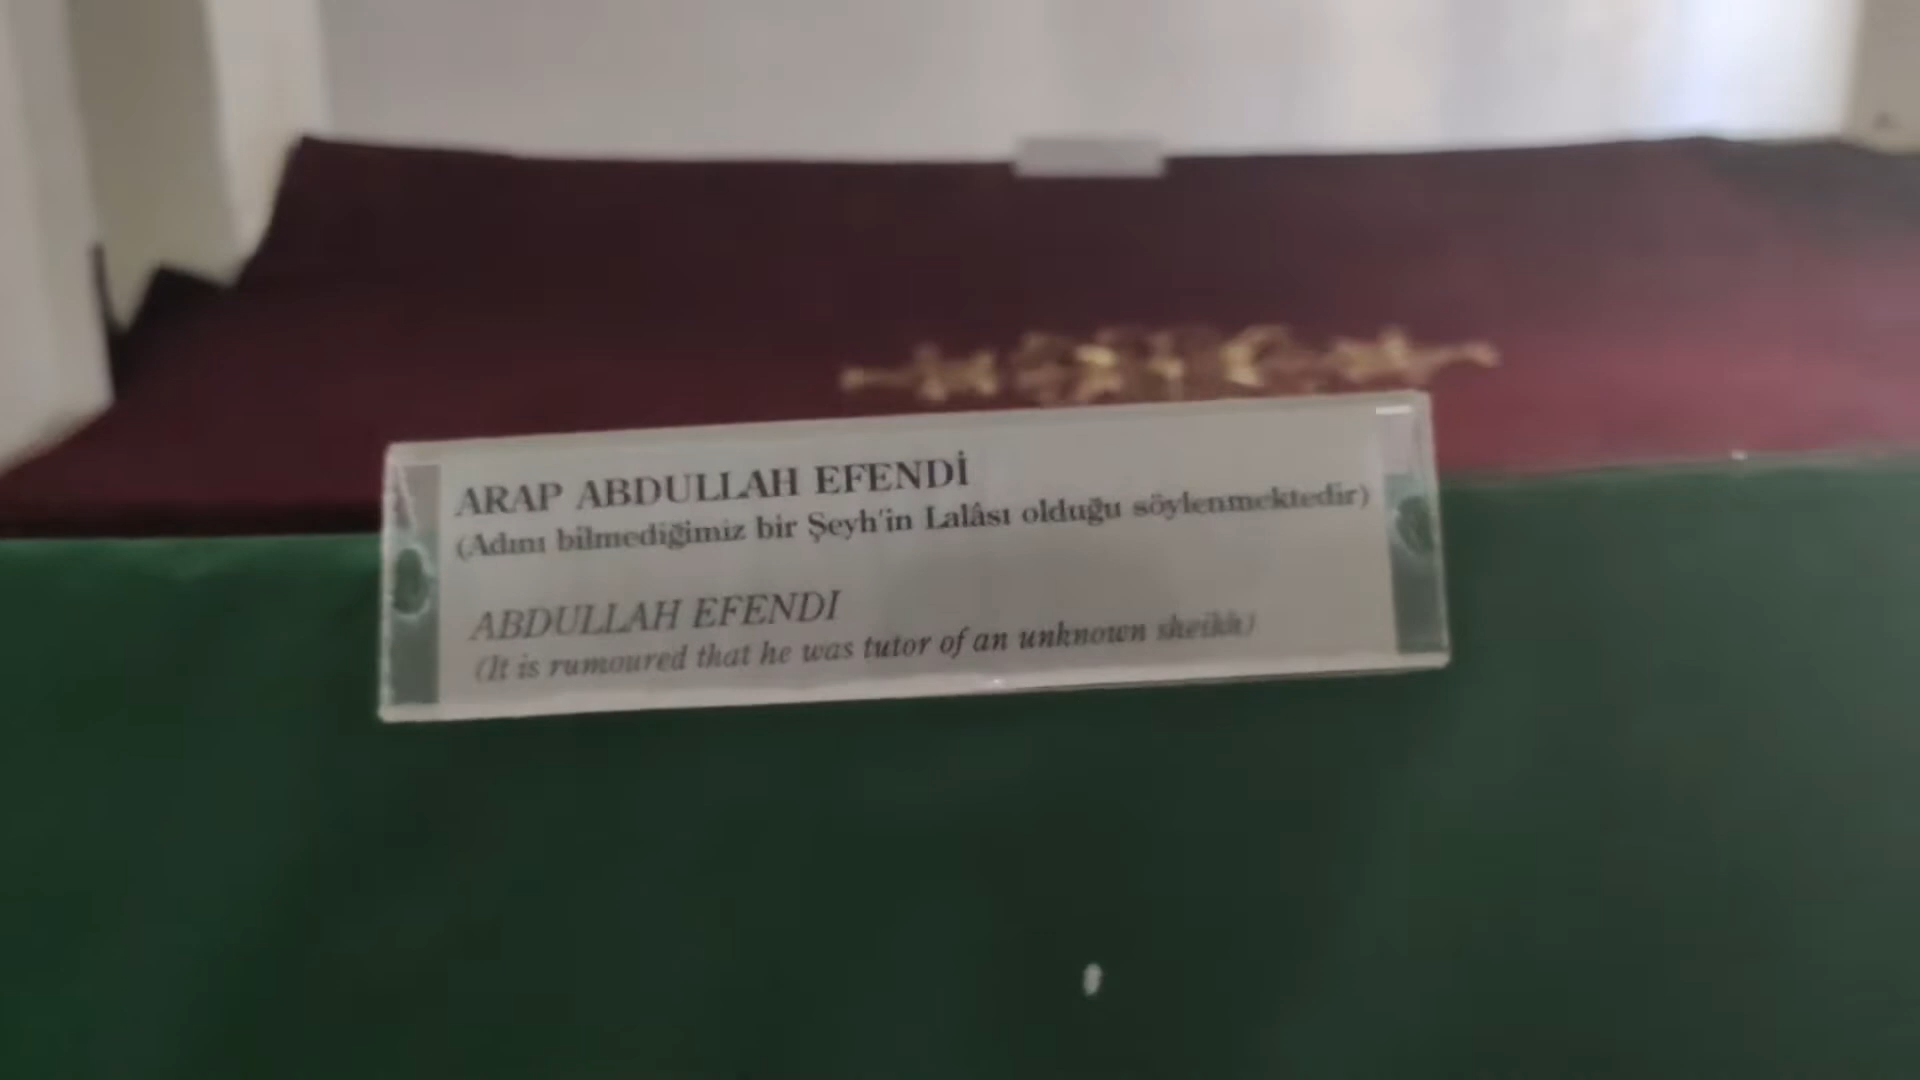 ARAP ABDULLAH EFENDİ
(Adını bilmediğimiz bir Şeyh'in Lalâsı olduğu söylenmektedir)
ABDULLAH EFENDI
(It is rumoured that he was tutor of an unknown sheikh)